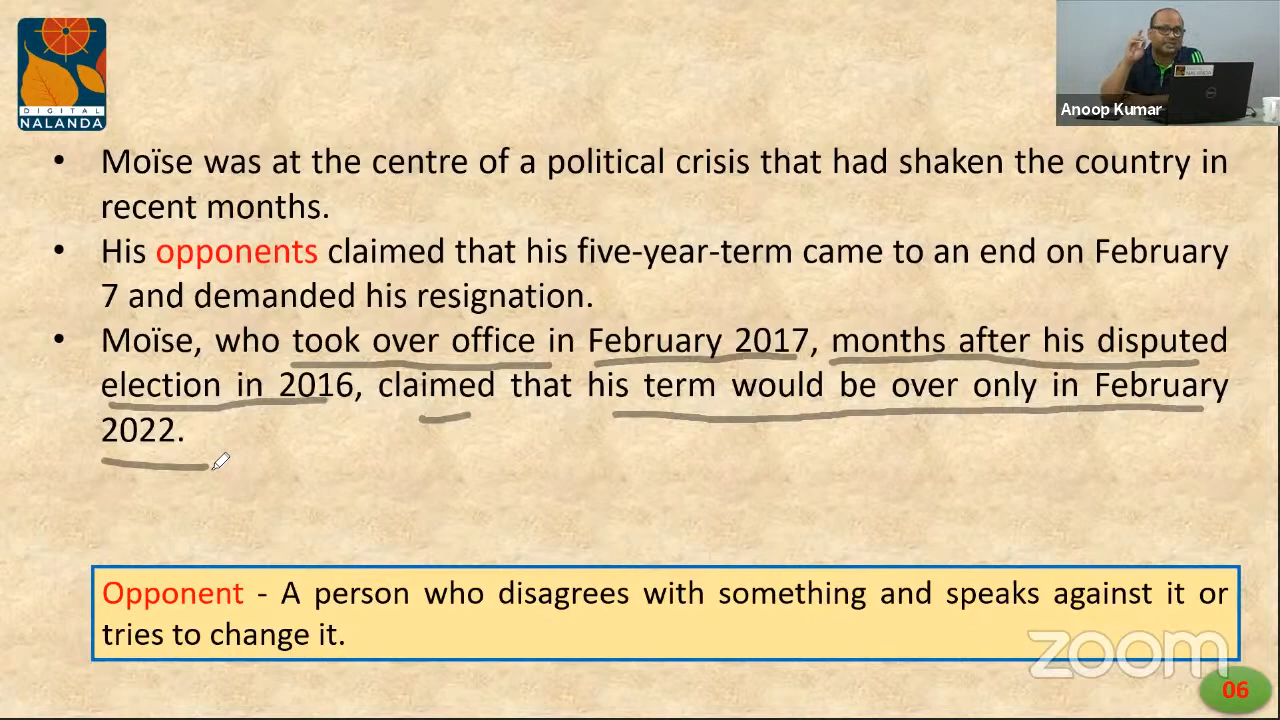 DIGITAL
NALANDA
Anoop Kumar
• Moïse was at the centre of a political crisis that had shaken the country in
recent months.
• His opponents claimed that his five-year-term came to an end on February
7 and demanded his resignation.
• Moïse, who took over office in February 2017, months after his disputed
election in 2016, claimed that his term would be over only in February
2022.
Opponent - A person who disagrees with something and speaks against it or
tries to change it.
zoom
06